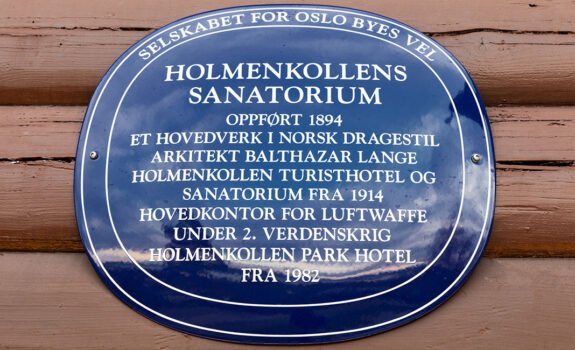 SELSKABET FOR OSLO BYES VEL
HOLMENKOLLENS
SANATORIUM
OPPFØRT 1894
ET HOVEDVERK I NORSK DRAGESTIL
ARKITEKT BALTHAZAR LANGE
HOLMENKOLLEN TURISTHOTEL OG
SANATORIUM FRA 1914
HOVEDKONTOR FOR LUFTWAFFE
UNDER 2. VERDENSKRIG
HOLMENKOLLEN PARK HOTEL
FRA 1982